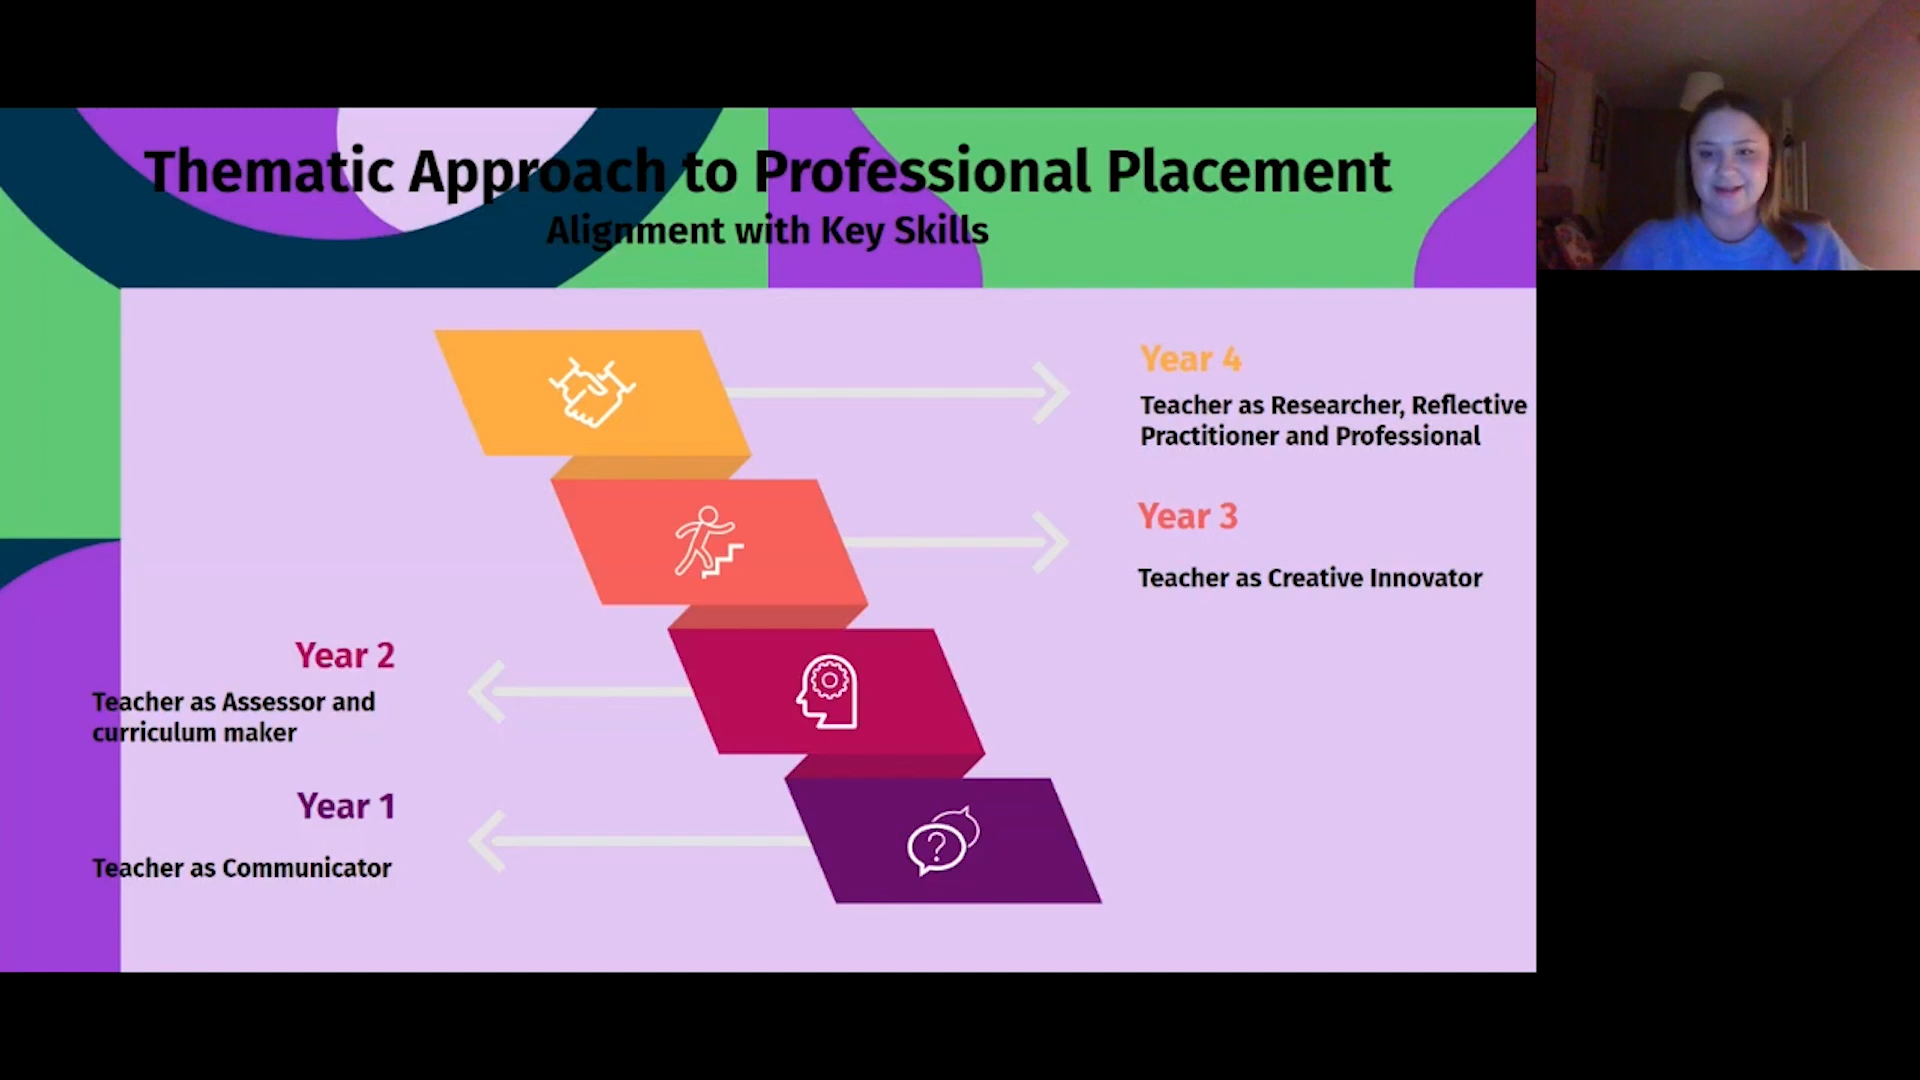 Thematic Approach to Professional Placement
Alignment with Key Skills
Year 4
Teacher as Researcher, Reflective
Practitioner and Professional
Year 3
Teacher as Creative Innovator
Year 2
Teacher as Assessor and
curriculum maker
Year 1
Teacher as Communicator
?